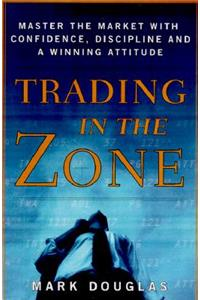 MASTER THE MARKET WITH
CONFIDENCE, DISCIPLINE AND
A WINNING ATTITUDE
TRADING
IN THE
ZONE
MARK DOUGLAS